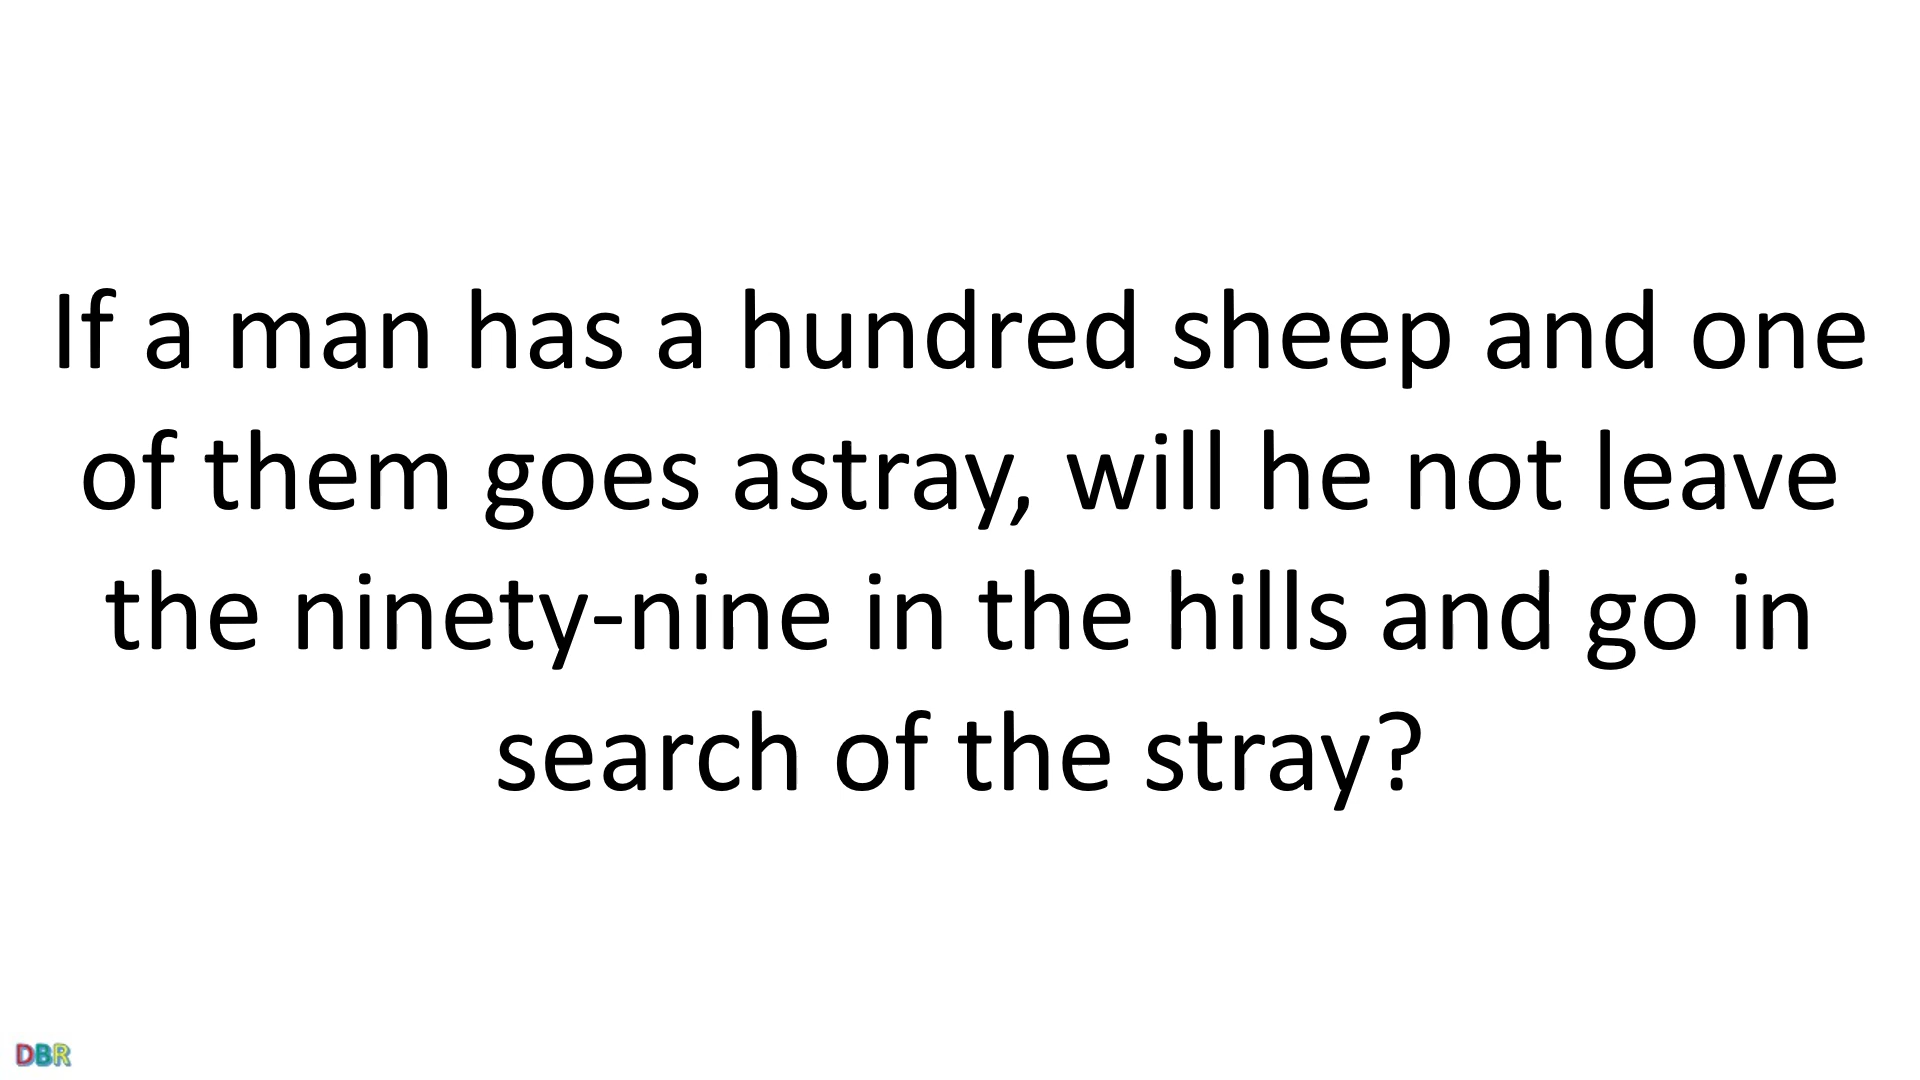 If a man has a hundred sheep and one
of them goes astray, will he not leave
the ninety-nine in the hills and go in
search of the stray?
DBR